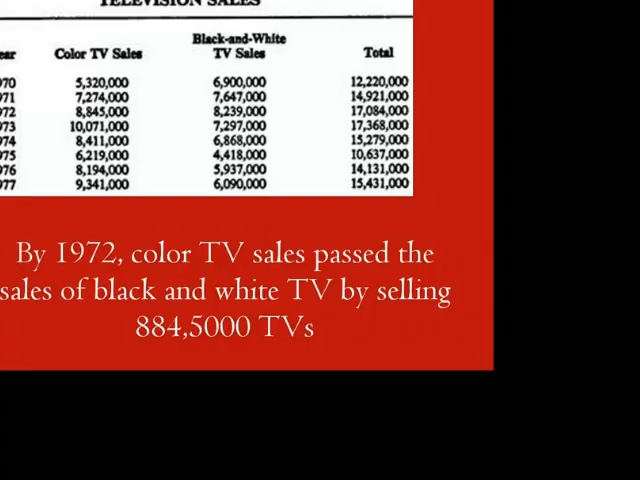 TELEVISION SALES
Black-and-White
ear Color TV Sales TV Sales Total
970 5,320,000 6,900,000 12,220,000
971 7,274,000 7,647,000 14,921,000
972 8,845,000 8,239,000 17,084,000
973 10,071,000 7,297,000 17,368,000
974 8,411,000 6,868,000 15,279,000
975 6,219,000 4,418,000 10,637,000
976 8,194,000 5,937,000 14,131,000
977 9,341,000 6,090,000 15,431,000
By 1972, color TV sales passed the
sales of black and white TV by selling
884,5000 TVs